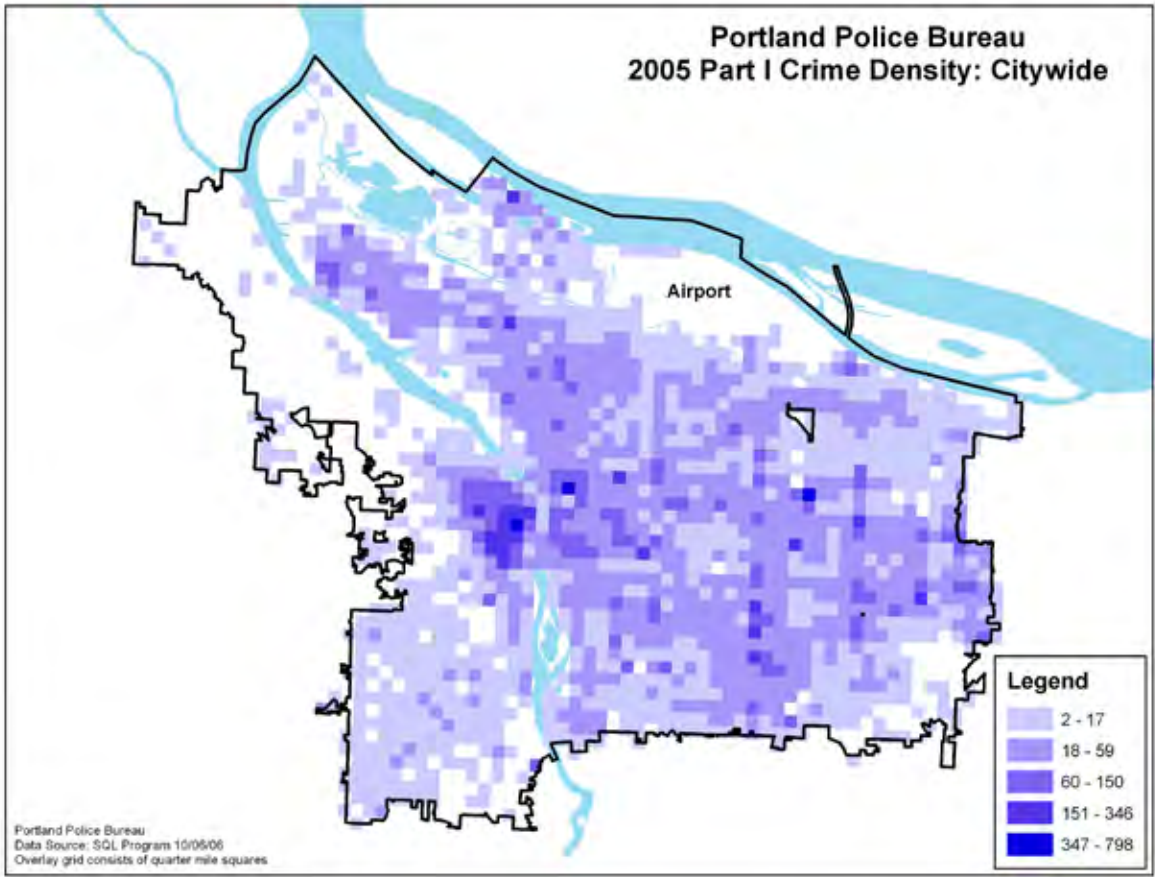 Portland Police Bureau
2005 Part I Crime Density: Citywide
Airport
Legend
2 - 17
18 - 59
60 - 150
151 - 346
347 - 798
Portland Police Bureau
Data Source: SQL Program 10/06/06
Overlay grid consists of quarter mile squares